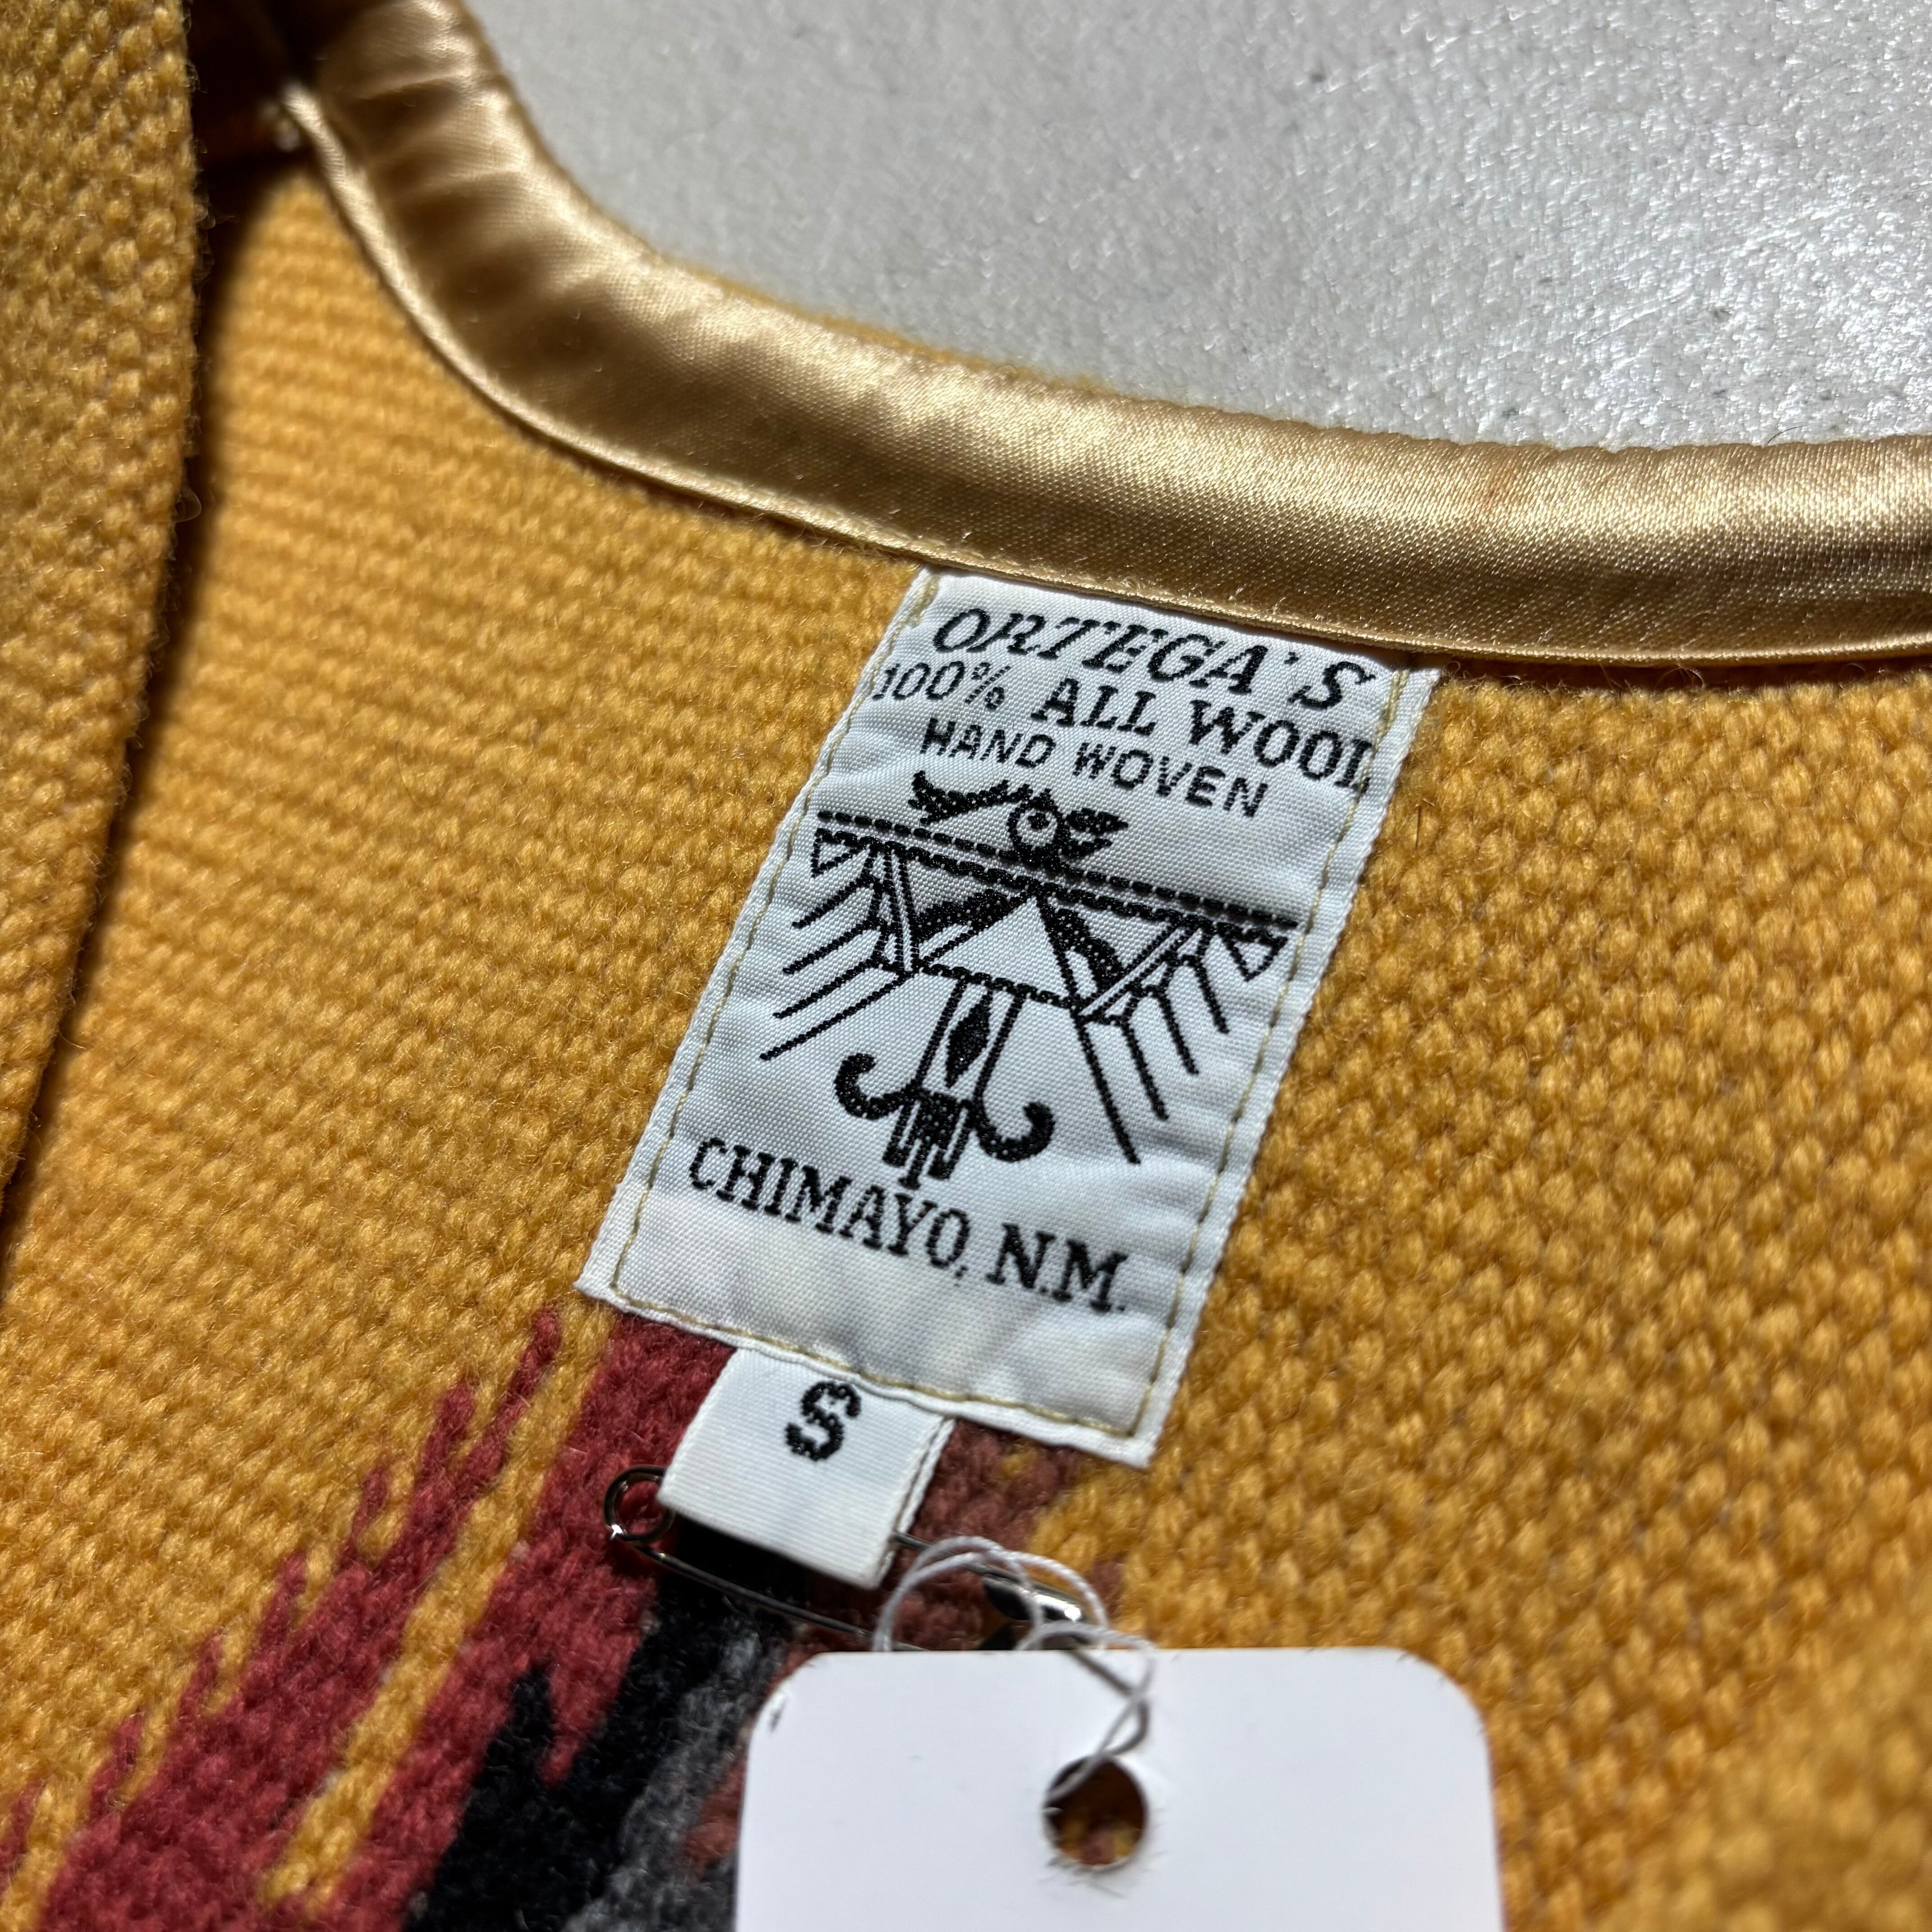 ORTEGA'S
100% ALL WOOL
HAND WOVEN
CHIMAYO, N.M.
S